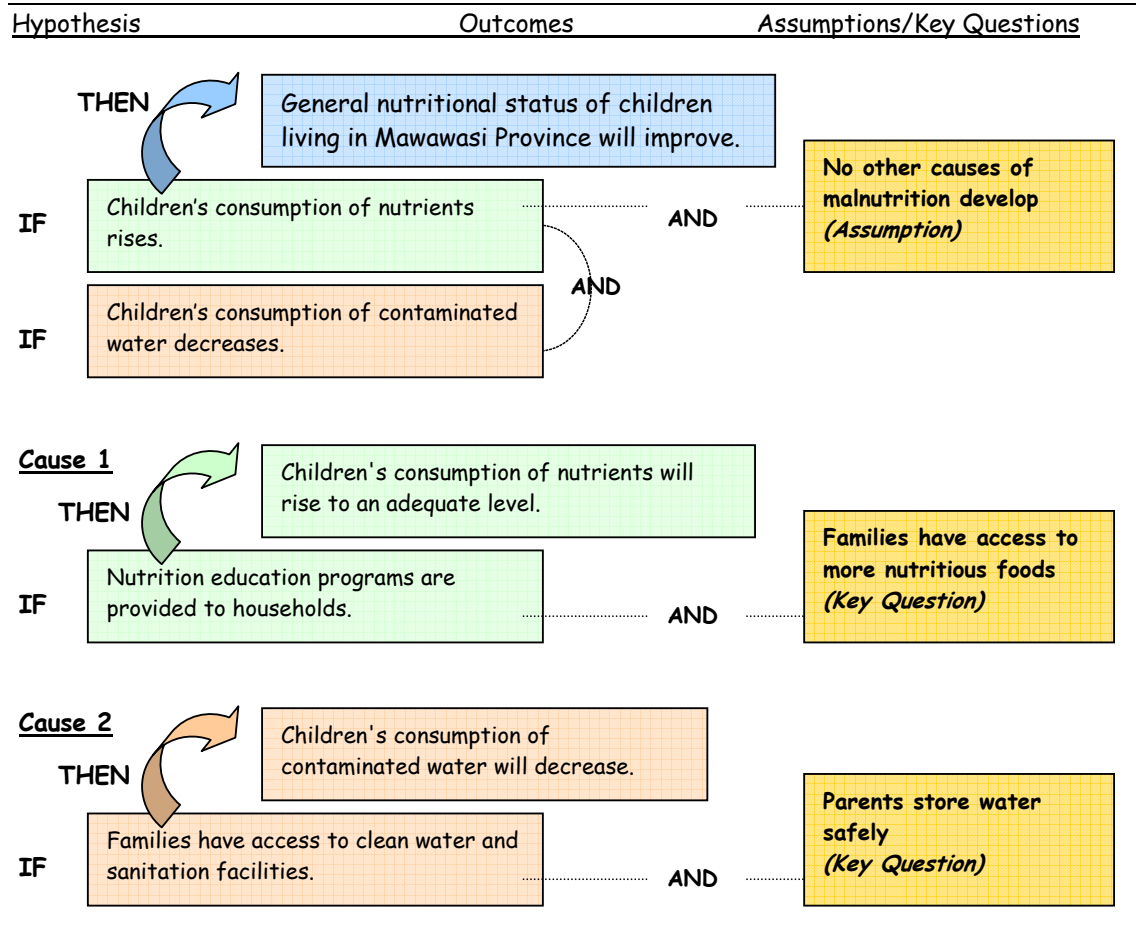 Hypothesis Outcomes Assumptions/Key Questions
THEN
General nutritional status of children
living in Mawawasi Province will improve.
IF
Children’s consumption of nutrients
rises.
AND
No other causes of
malnutrition develop
(Assumption)
AND
IF
Children’s consumption of contaminated
water decreases.
Cause 1
THEN
Children's consumption of nutrients will
rise to an adequate level.
IF
Nutrition education programs are
provided to households.
AND
Families have access to
more nutritious foods
(Key Question)
Cause 2
THEN
Children's consumption of
contaminated water will decrease.
IF
Families have access to clean water and
sanitation facilities.
AND
Parents store water
safely
(Key Question)